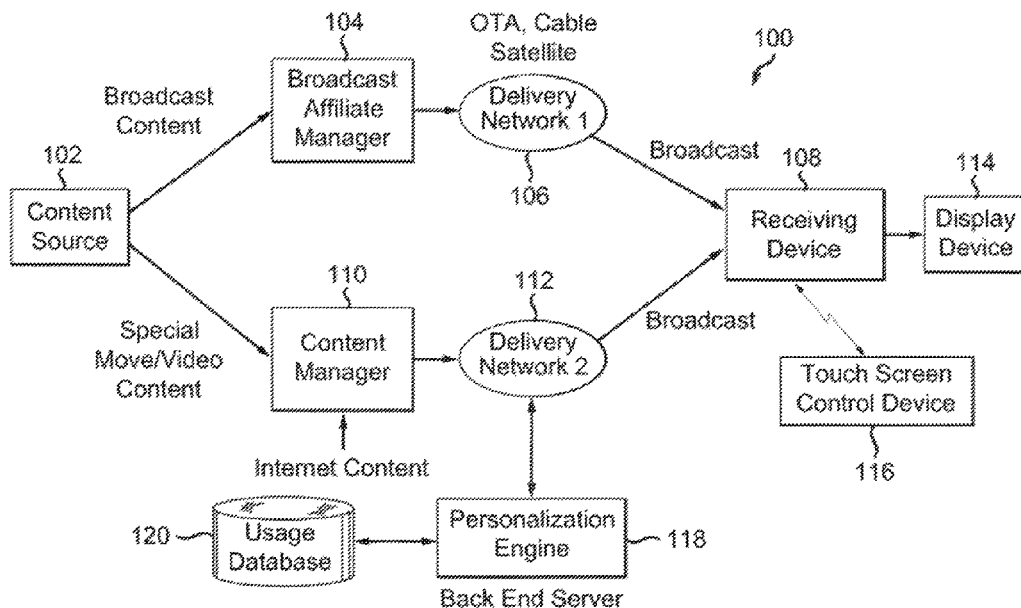 104
OTA, Cable
Satellite
100
Broadcast
Content
Broadcast
Affiliate
Manager
Delivery
Network 1
106
Broadcast
102
Content
Source
108
Receiving
Device
114
Display
Device
110
112
Special
Move/Video
Content
Content
Manager
Delivery
Network 2
Broadcast
Touch Screen
Control Device
116
Internet Content
120
Usage
Database
Personalization
Engine
118
Back End Server